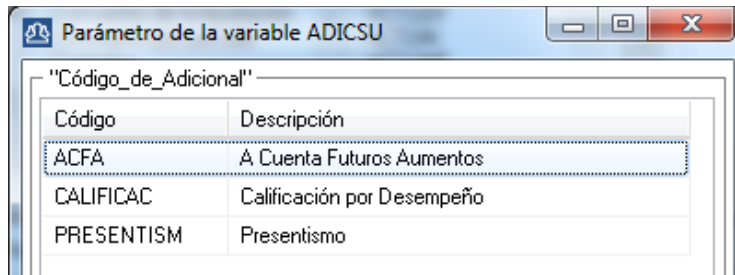 Parámetro de la variable ADICSU
"Código_de_Adicional"
Código Descripción
ACFA A Cuenta Futuros Aumentos
CALIFICAC Calificación por Desempeño
PRESENTISM Presentismo